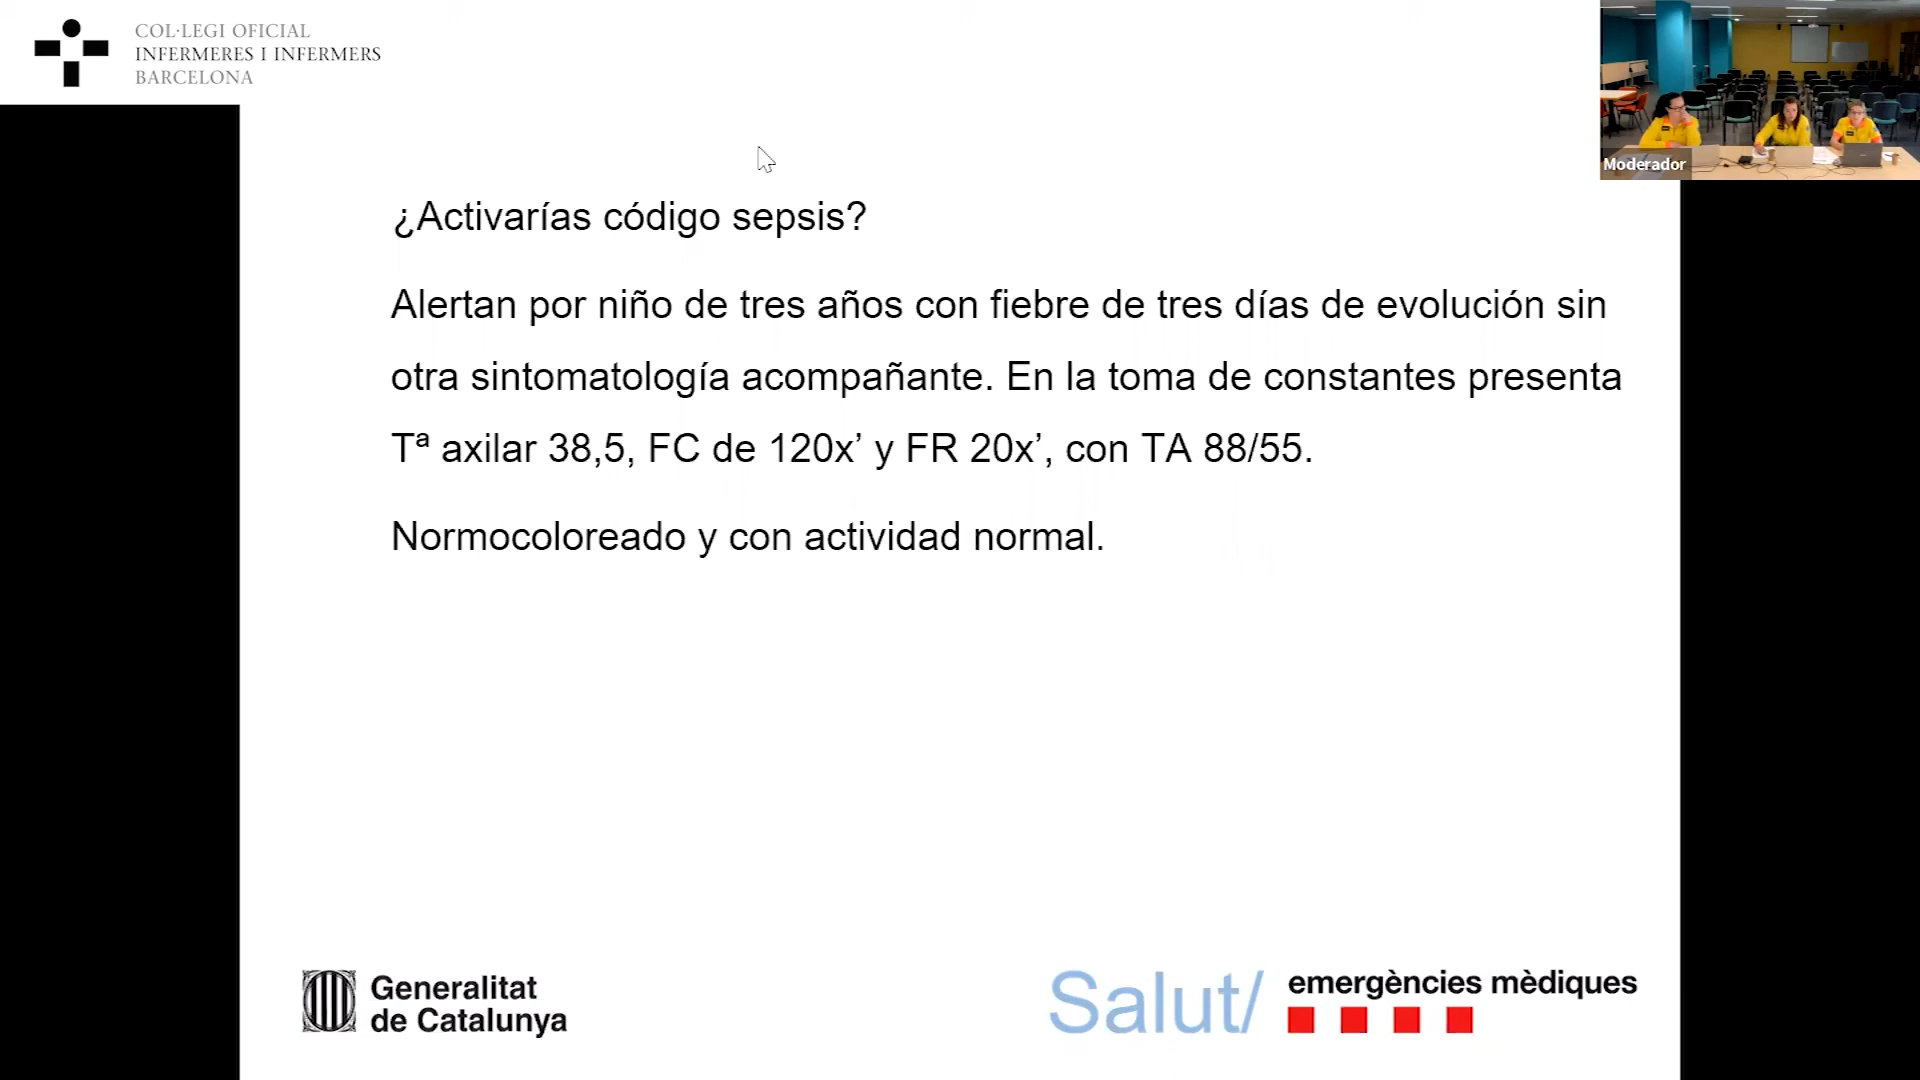 COL·LEGI OFICIAL
INFERMERES I INFERMERS
BARCELONA
Moderador
¿Activarías código sepsis?
Alertan por niño de tres años con fiebre de tres días de evolución sin
otra sintomatología acompañante. En la toma de constantes presenta
Tª axilar 38,5, FC de 120x’ y FR 20x’, con TA 88/55.
Normocoloreado y con actividad normal.
Generalitat
de Catalunya
Salut/
emergències mèdiques